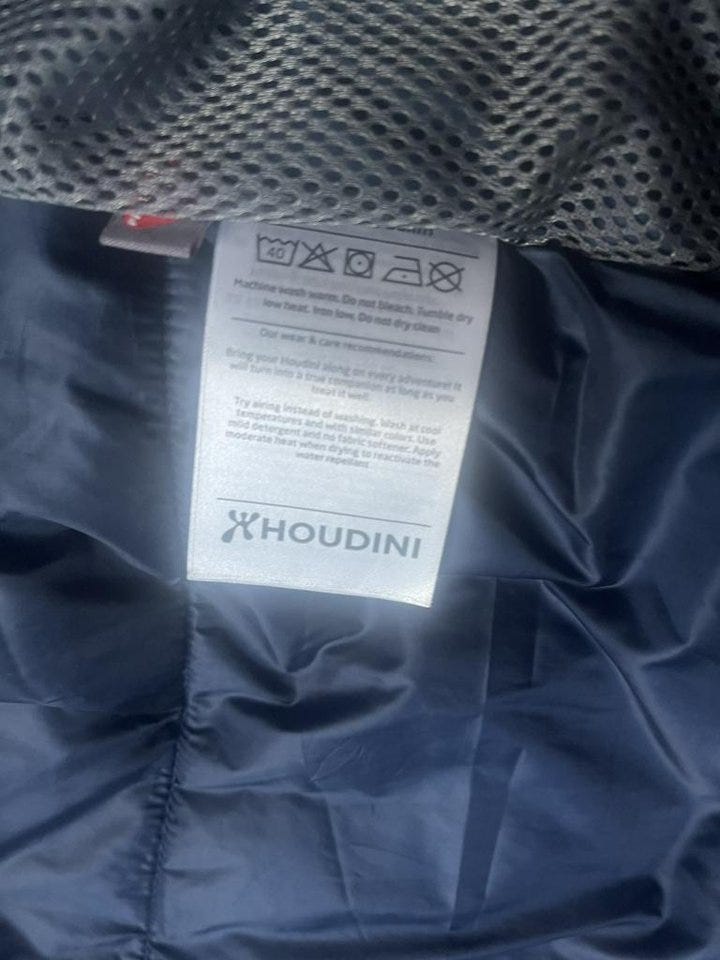 40
Machine wash warm. Do not bleach. Tumble dry
low heat. Iron low. Do not dry clean
Our wear & care recommendations:
Bring your Houdini along on every adventure! It
will turn into a true companion as long as you
treat it well.
Try airing instead of washing. Wash at cool
temperatures and with similar colors. Use
mild detergent and no fabric softener. Apply
moderate heat when drying to reactivate the
water repellant
HOUDINI